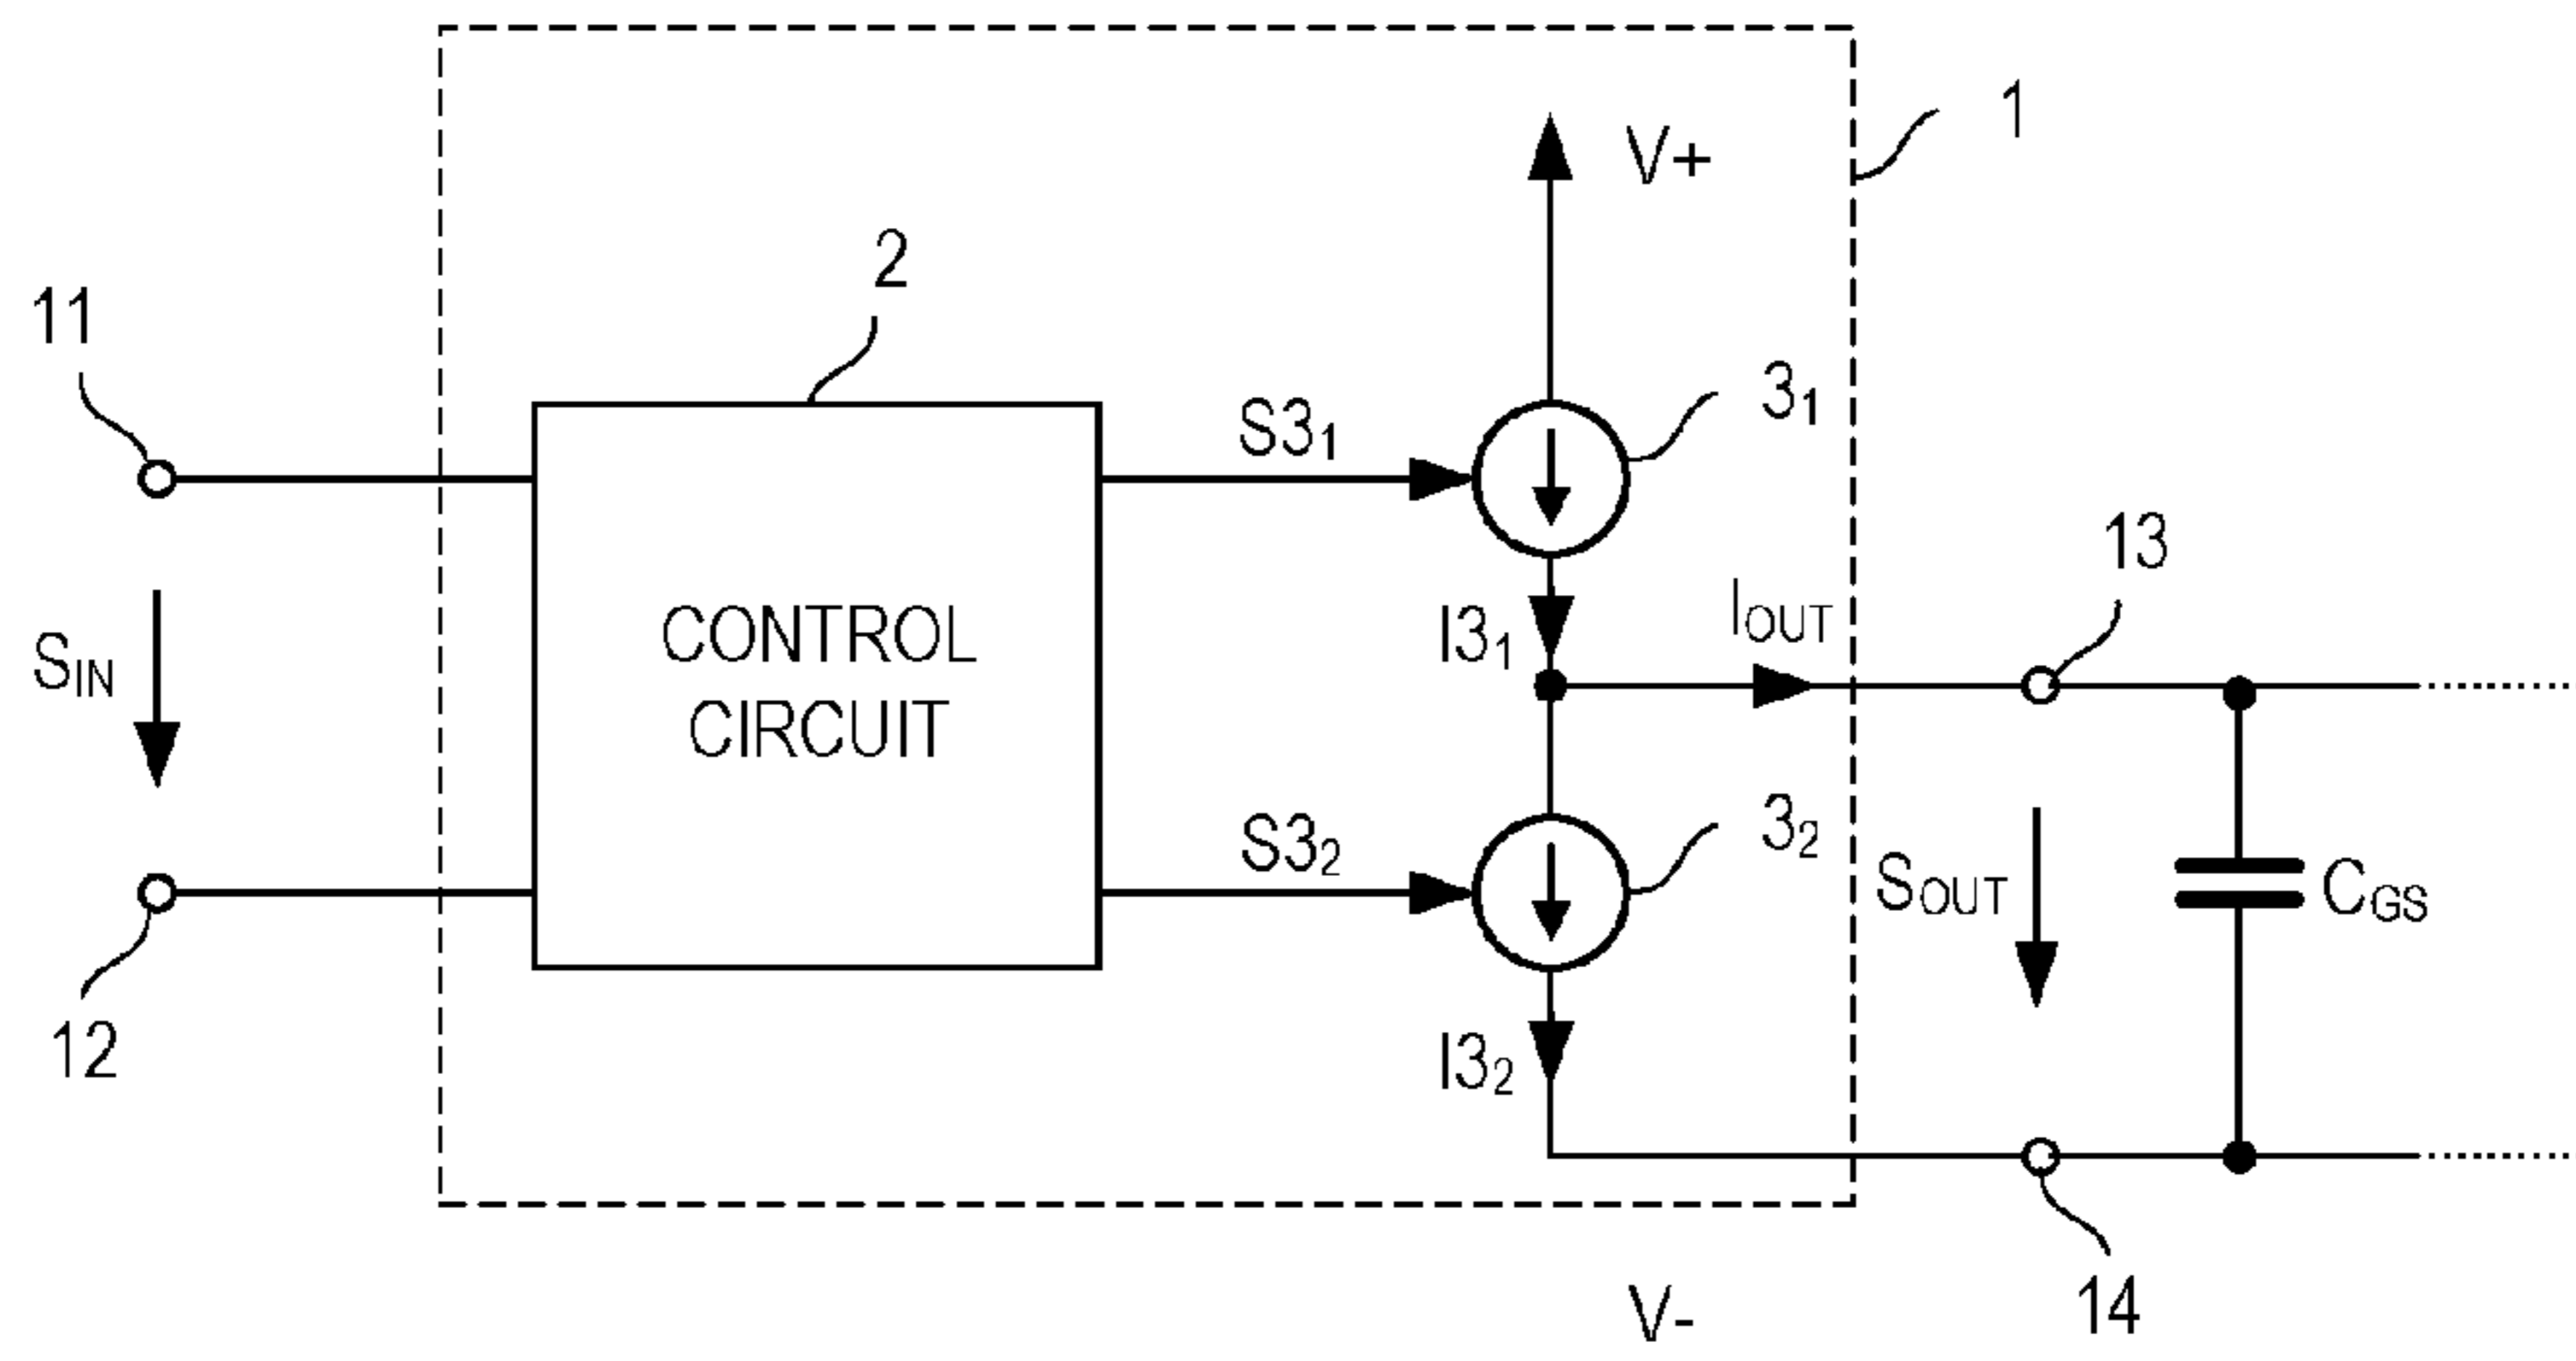 1
V+
2
11
3₁
S3₁
13
I_OUT
CONTROL
CIRCUIT
I3₁
S_IN
3₂
S3₂
S_OUT
C_GS
12
I3₂
14
V-